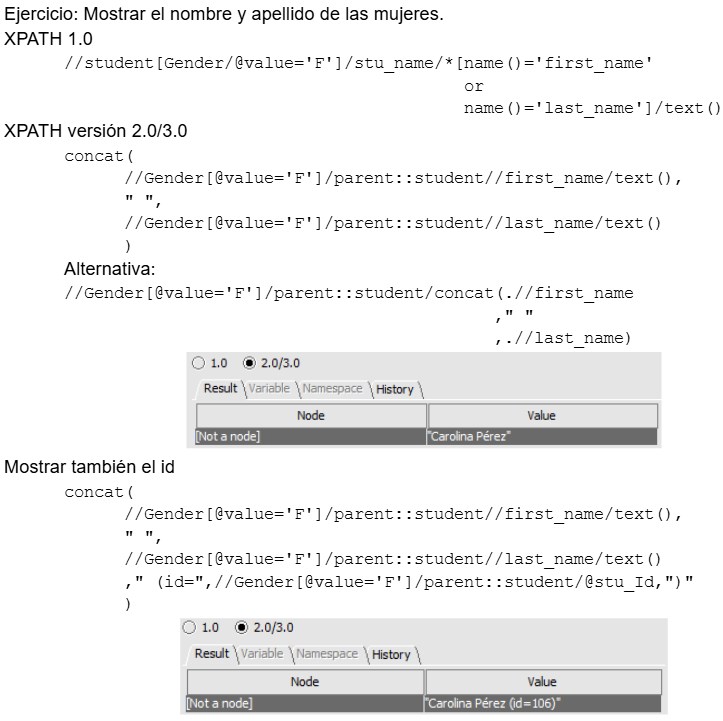 Ejercicio: Mostrar el nombre y apellido de las mujeres.
XPATH 1.0
//student[Gender/@value='F']/stu_name/*[name()='first_name'
or
name()='last_name']/text()
XPATH versión 2.0/3.0
concat(
//Gender[@value='F']/parent::student//first_name/text(),
" ",
//Gender[@value='F']/parent::student//last_name/text()
)
Alternativa:
//Gender[@value='F']/parent::student/concat(.//first_name
," "
,.//last_name)
1.0 2.0/3.0
Result Variable Namespace History
Node Value
[Not a node] "Carolina Pérez"
Mostrar también el id
concat(
//Gender[@value='F']/parent::student//first_name/text(),
" ",
//Gender[@value='F']/parent::student//last_name/text()
," (id=",//Gender[@value='F']/parent::student/@stu_Id,")"
)
1.0 2.0/3.0
Result Variable Namespace History
Node Value
[Not a node] "Carolina Pérez (id=106)"